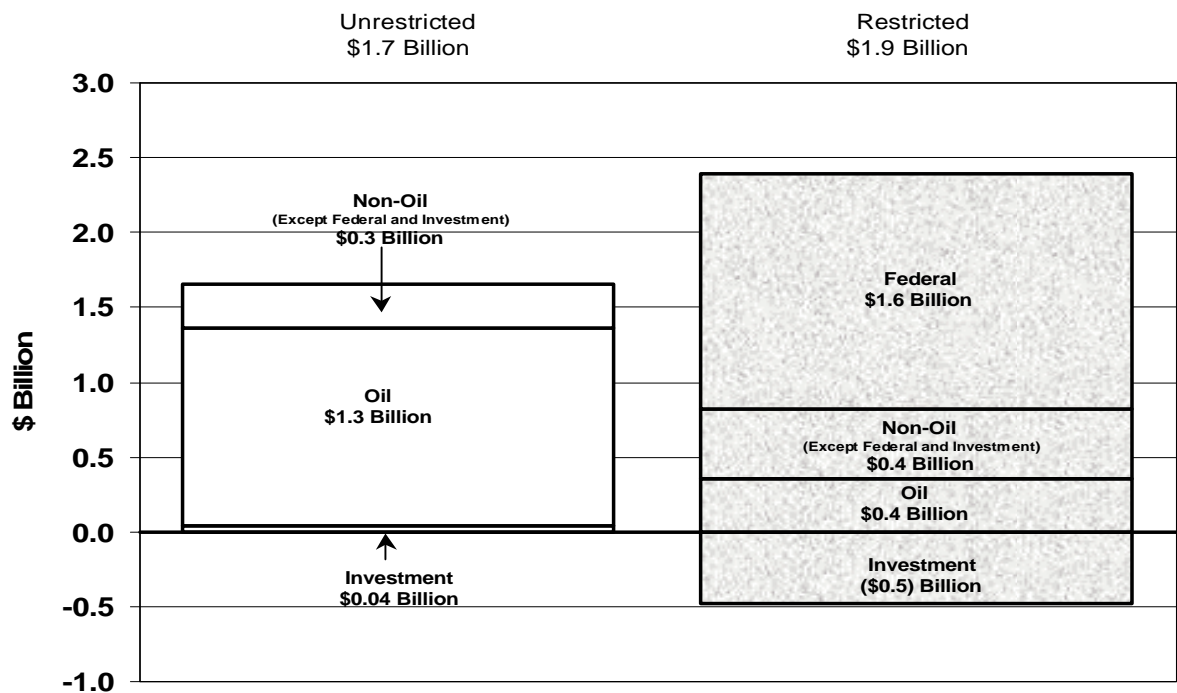 Unrestricted
$1.7 Billion
Restricted
$1.9 Billion
$ Billion
3.0
2.5
2.0
1.5
1.0
0.5
0.0
-0.5
-1.0
Non-Oil
(Except Federal and Investment)
$0.3 Billion
Oil
$1.3 Billion
Investment
$0.04 Billion
Federal
$1.6 Billion
Non-Oil
(Except Federal and Investment)
$0.4 Billion
Oil
$0.4 Billion
Investment
($0.5) Billion